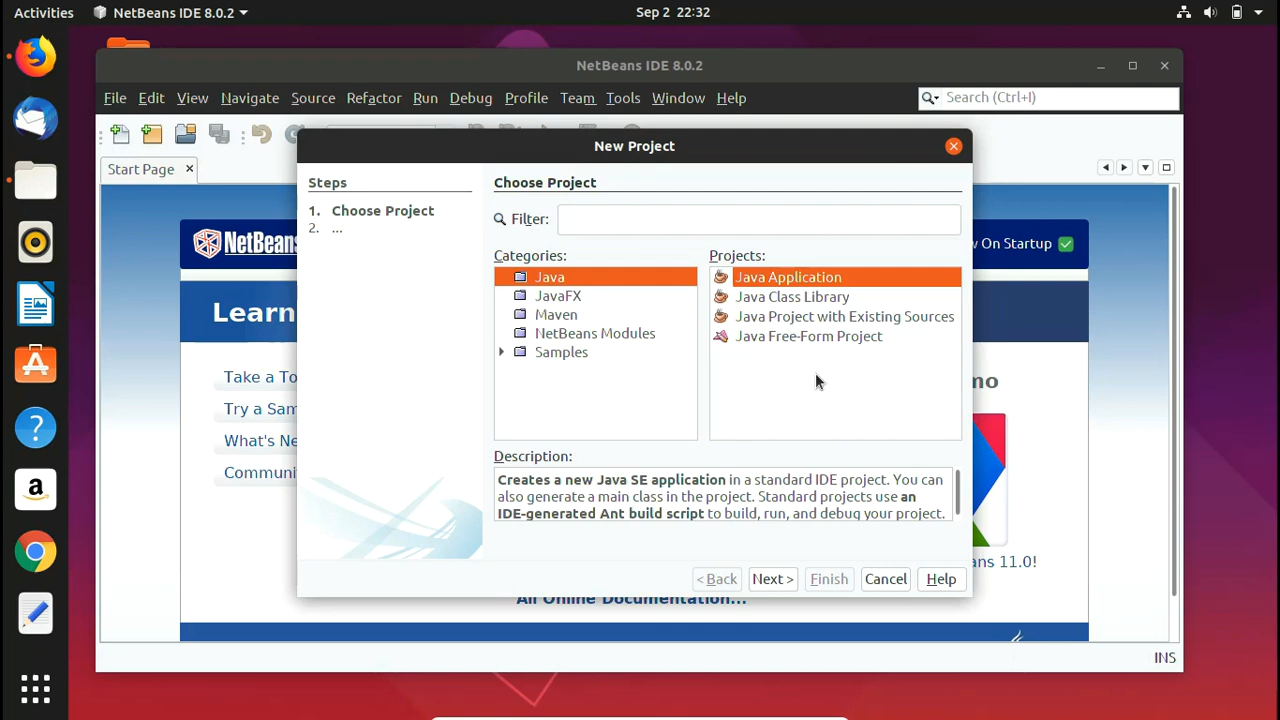 Activities
NetBeans IDE 8.0.2
Sep 2 22:32
NetBeans IDE 8.0.2
File Edit View Navigate Source Refactor Run Debug Profile Team Tools Window Help
Search (Ctrl+I)
Start Page
NetBeans
w On Startup
Learn
Take a To
Try a Sam
What's Ne
Communi
mo
ans 11.0!
All Online Documentation...
INS
New Project
Steps
1. Choose Project
2. ...
Choose Project
Filter:
Categories:
Java
JavaFX
Maven
NetBeans Modules
Samples
Projects:
Java Application
Java Class Library
Java Project with Existing Sources
Java Free-Form Project
Description:
Creates a new Java SE application in a standard IDE project. You can
also generate a main class in the project. Standard projects use an
IDE-generated Ant build script to build, run, and debug your project.
< Back Next > Finish Cancel Help